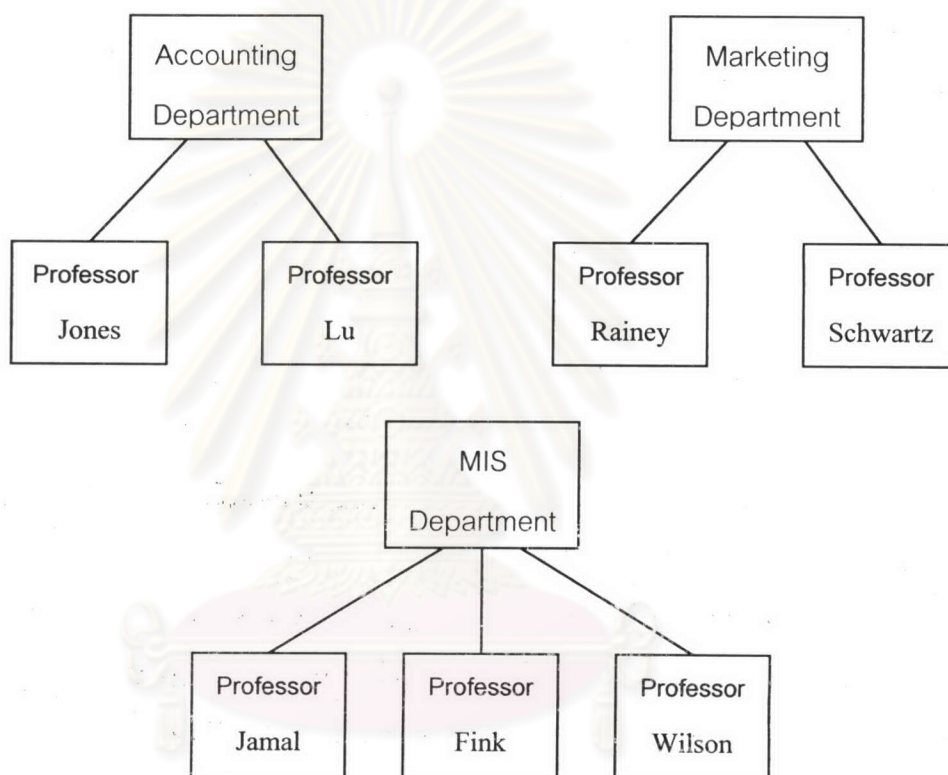 Accounting
Department
Marketing
Department
Professor
Jones
Professor
Lu
Professor
Rainey
Professor
Schwartz
MIS
Department
Professor
Jamal
Professor
Fink
Professor
Wilson